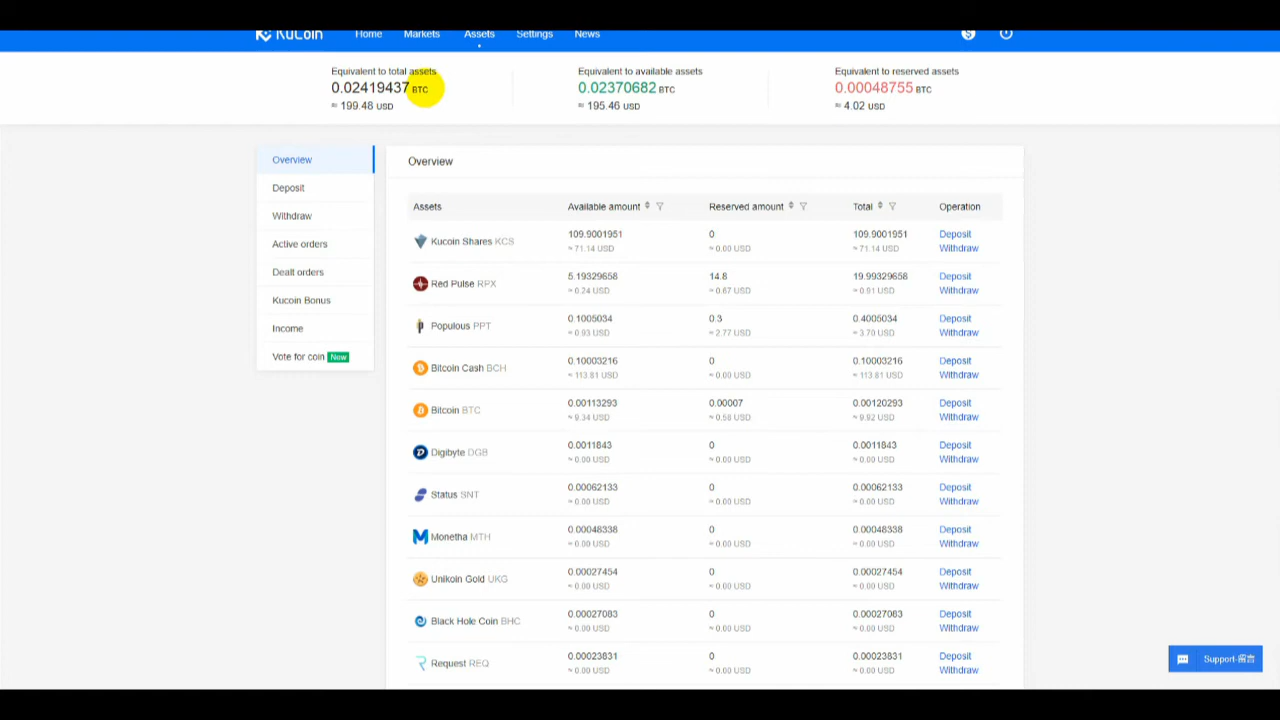 KuCoin Home Markets Assets Settings News
Equivalent to total assets Equivalent to available assets Equivalent to reserved assets
0.02419437 BTC 0.02370682 BTC 0.00048755 BTC
≈ 199.48 USD ≈ 195.46 USD ≈ 4.02 USD
Overview
Deposit
Withdraw
Active orders
Dealt orders
Kucoin Bonus
Income
Vote for coin New
Overview
Assets Available amount Reserved amount Total Operation
Kucoin Shares KCS 109.9001951 0 109.9001951 Deposit
≈ 71.14 USD ≈ 0.00 USD ≈ 71.14 USD Withdraw
Red Pulse RPX 5.19329658 14.8 19.99329658 Deposit
≈ 0.24 USD ≈ 0.67 USD ≈ 0.91 USD Withdraw
Populous PPT 0.1005034 0.3 0.4005034 Deposit
≈ 0.93 USD ≈ 2.77 USD ≈ 3.70 USD Withdraw
Bitcoin Cash BCH 0.10003216 0 0.10003216 Deposit
≈ 113.81 USD ≈ 0.00 USD ≈ 113.81 USD Withdraw
Bitcoin BTC 0.00113293 0.00007 0.00120293 Deposit
≈ 9.34 USD ≈ 0.58 USD ≈ 9.92 USD Withdraw
Digibyte DGB 0.0011843 0 0.0011843 Deposit
≈ 0.00 USD ≈ 0.00 USD ≈ 0.00 USD Withdraw
Status SNT 0.00062133 0 0.00062133 Deposit
≈ 0.00 USD ≈ 0.00 USD ≈ 0.00 USD Withdraw
Monetha MTH 0.00048338 0 0.00048338 Deposit
≈ 0.00 USD ≈ 0.00 USD ≈ 0.00 USD Withdraw
Unikoin Gold UKG 0.00027454 0 0.00027454 Deposit
≈ 0.00 USD ≈ 0.00 USD ≈ 0.00 USD Withdraw
Black Hole Coin BHC 0.00027083 0 0.00027083 Deposit
≈ 0.00 USD ≈ 0.00 USD ≈ 0.00 USD Withdraw
Request REQ 0.00023831 0 0.00023831 Deposit
≈ 0.00 USD ≈ 0.00 USD ≈ 0.00 USD Withdraw
Support-留言